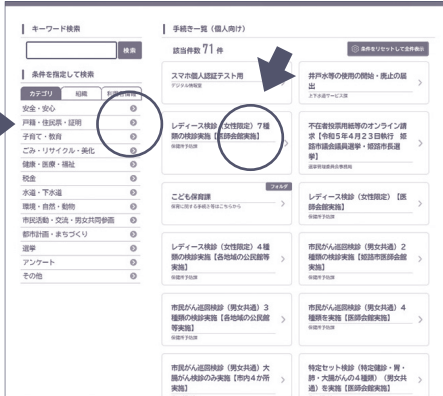 キーワード検索
検索
条件を指定して検索
カテゴリ
組織
利用者情報
安全・安心
戸籍・住民票・証明
子育て・教育
ごみ・リサイクル・美化
健康・医療・福祉
税金
水道・下水道
環境・自然・動物
市民活動・交流・男女共同参画
都市計画・まちづくり
選挙
アンケート
その他
手続き一覧（個人向け）
該当件数 71 件
条件をリセットして全件表示
スマホ個人認証テスト用
デジタル情報室
井戸水等の使用の開始・廃止の届
出
上下水道サービス課
レディース検診（女性限定）7種
類の検診実施【医師会館実施】
保健所予防課
不在者投票用紙等のオンライン請
求【令和5年4月23日執行 姫
路市議会議員選挙・姫路市長選
挙】
選挙管理委員会事務局
フォルダ
こども保育課
保育に関する手続き等はこちらから
レディース検診（女性限定）【医
師会館実施】
保健所予防課
レディース検診（女性限定）4種
類の検診実施【各地域の公民館等
実施】
保健所予防課
市民がん巡回検診（男女共通）2
種類の検診実施【姫路市医師会館
実施】
保健所予防課
市民がん巡回検診（男女共通）3
種類の検診実施【各地域の公民館
等実施】
保健所予防課
市民がん巡回検診（男女共通）4
種類を実施【医師会館実施】
保健所予防課
市民がん巡回検診（男女共通）大
腸がん検診のみ実施【市内4か所
実施】
特定セット検診（特定健診・胃・
肺・大腸がんの4種類）（男女共
通）を実施【医師会館実施】